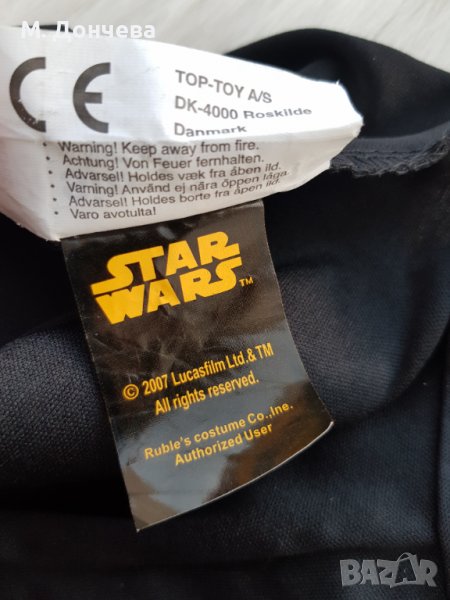 М. Дончева
CE
TOP-TOY A/S
DK-4000 Roskilde
Danmark
• Warning! Keep away from fire.
• Achtung! Von Feuer fernhalten.
• Advarsel! Holdes væk fra åben ild.
• Varning! Använd ej nära öppen låga.
• Advarsel! Holdes borte fra åpen ild.
Varo avotulta!
STAR
WARS™
© 2007 Lucasfilm Ltd.& TM
All rights reserved.
Rubie's costume Co.,Inc.
Authorized User
BAZAR